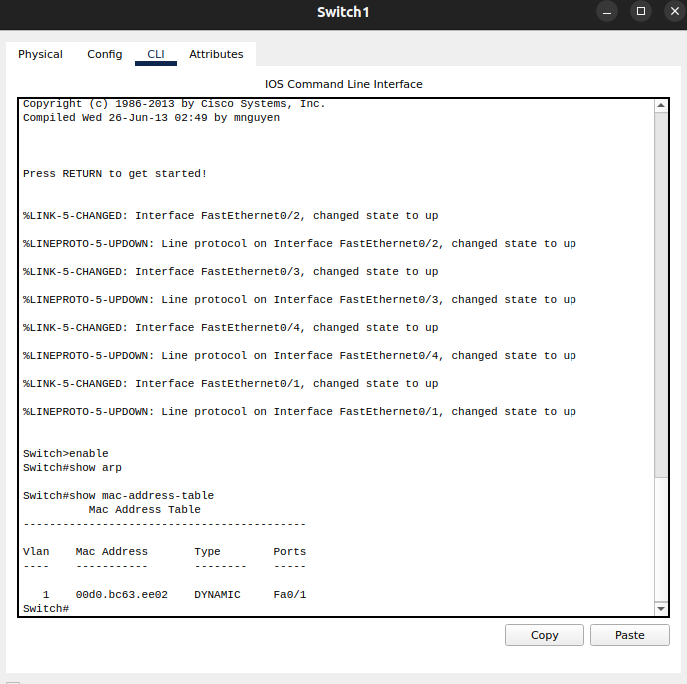 Switch1
Physical Config CLI Attributes
IOS Command Line Interface
Copyright (c) 1986-2013 by Cisco Systems, Inc.
Compiled Wed 26-Jun-13 02:49 by mnguyen
Press RETURN to get started!
%LINK-5-CHANGED: Interface FastEthernet0/2, changed state to up
%LINEPROTO-5-UPDOWN: Line protocol on Interface FastEthernet0/2, changed state to up
%LINK-5-CHANGED: Interface FastEthernet0/3, changed state to up
%LINEPROTO-5-UPDOWN: Line protocol on Interface FastEthernet0/3, changed state to up
%LINK-5-CHANGED: Interface FastEthernet0/4, changed state to up
%LINEPROTO-5-UPDOWN: Line protocol on Interface FastEthernet0/4, changed state to up
%LINK-5-CHANGED: Interface FastEthernet0/1, changed state to up
%LINEPROTO-5-UPDOWN: Line protocol on Interface FastEthernet0/1, changed state to up
Switch>enable
Switch#show arp
Switch#show mac-address-table
Mac Address Table
-------------------------------------------
Vlan    Mac Address       Type        Ports
----    -----------       --------    -----
1    00d0.bc63.ee02    DYNAMIC     Fa0/1
Switch#
Copy Paste